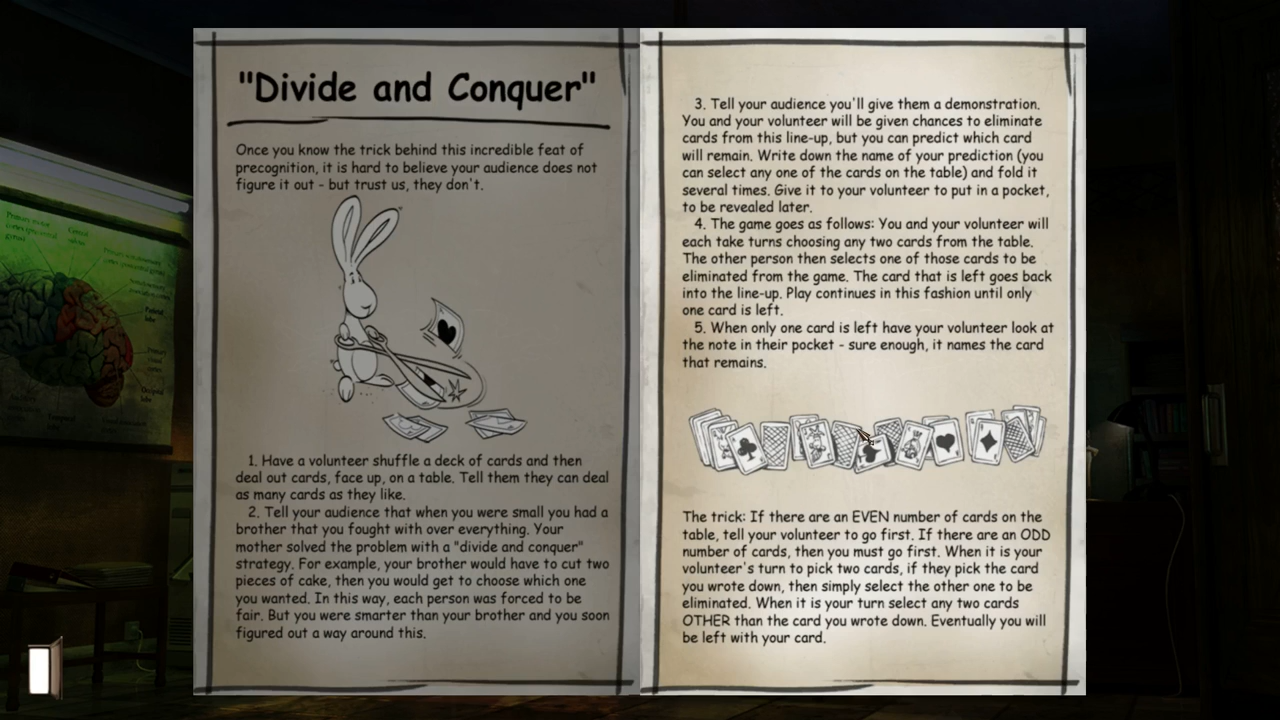 "Divide and Conquer"
Once you know the trick behind this incredible feat of
precognition, it is hard to believe your audience does not
figure it out - but trust us, they don't.
1. Have a volunteer shuffle a deck of cards and then
deal out cards, face up, on a table. Tell them they can deal
as many cards as they like.
2. Tell your audience that when you were small you had a
brother that you fought with over everything. Your
mother solved the problem with a "divide and conquer"
strategy. For example, your brother would have to cut two
pieces of cake, then you would get to choose which one
you wanted. In this way, each person was forced to be
fair. But you were smarter than your brother and you soon
figured out a way around this.
3. Tell your audience you'll give them a demonstration.
You and your volunteer will be given chances to eliminate
cards from this line-up, but you can predict which card
will remain. Write down the name of your prediction (you
can select any one of the cards on the table) and fold it
several times. Give it to your volunteer to put in a pocket,
to be revealed later.
4. The game goes as follows: You and your volunteer will
each take turns choosing any two cards from the table.
The other person then selects one of those cards to be
eliminated from the game. The card that is left goes back
into the line-up. Play continues in this fashion until only
one card is left.
5. When only one card is left have your volunteer look at
the note in their pocket - sure enough, it names the card
that remains.
The trick: If there are an EVEN number of cards on the
table, tell your volunteer to go first. If there are an ODD
number of cards, then you must go first. When it is your
volunteer's turn to pick two cards, if they pick the card
you wrote down, then simply select the other one to be
eliminated. When it is your turn select any two cards
OTHER than the card you wrote down. Eventually you will
be left with your card.
Primary motor